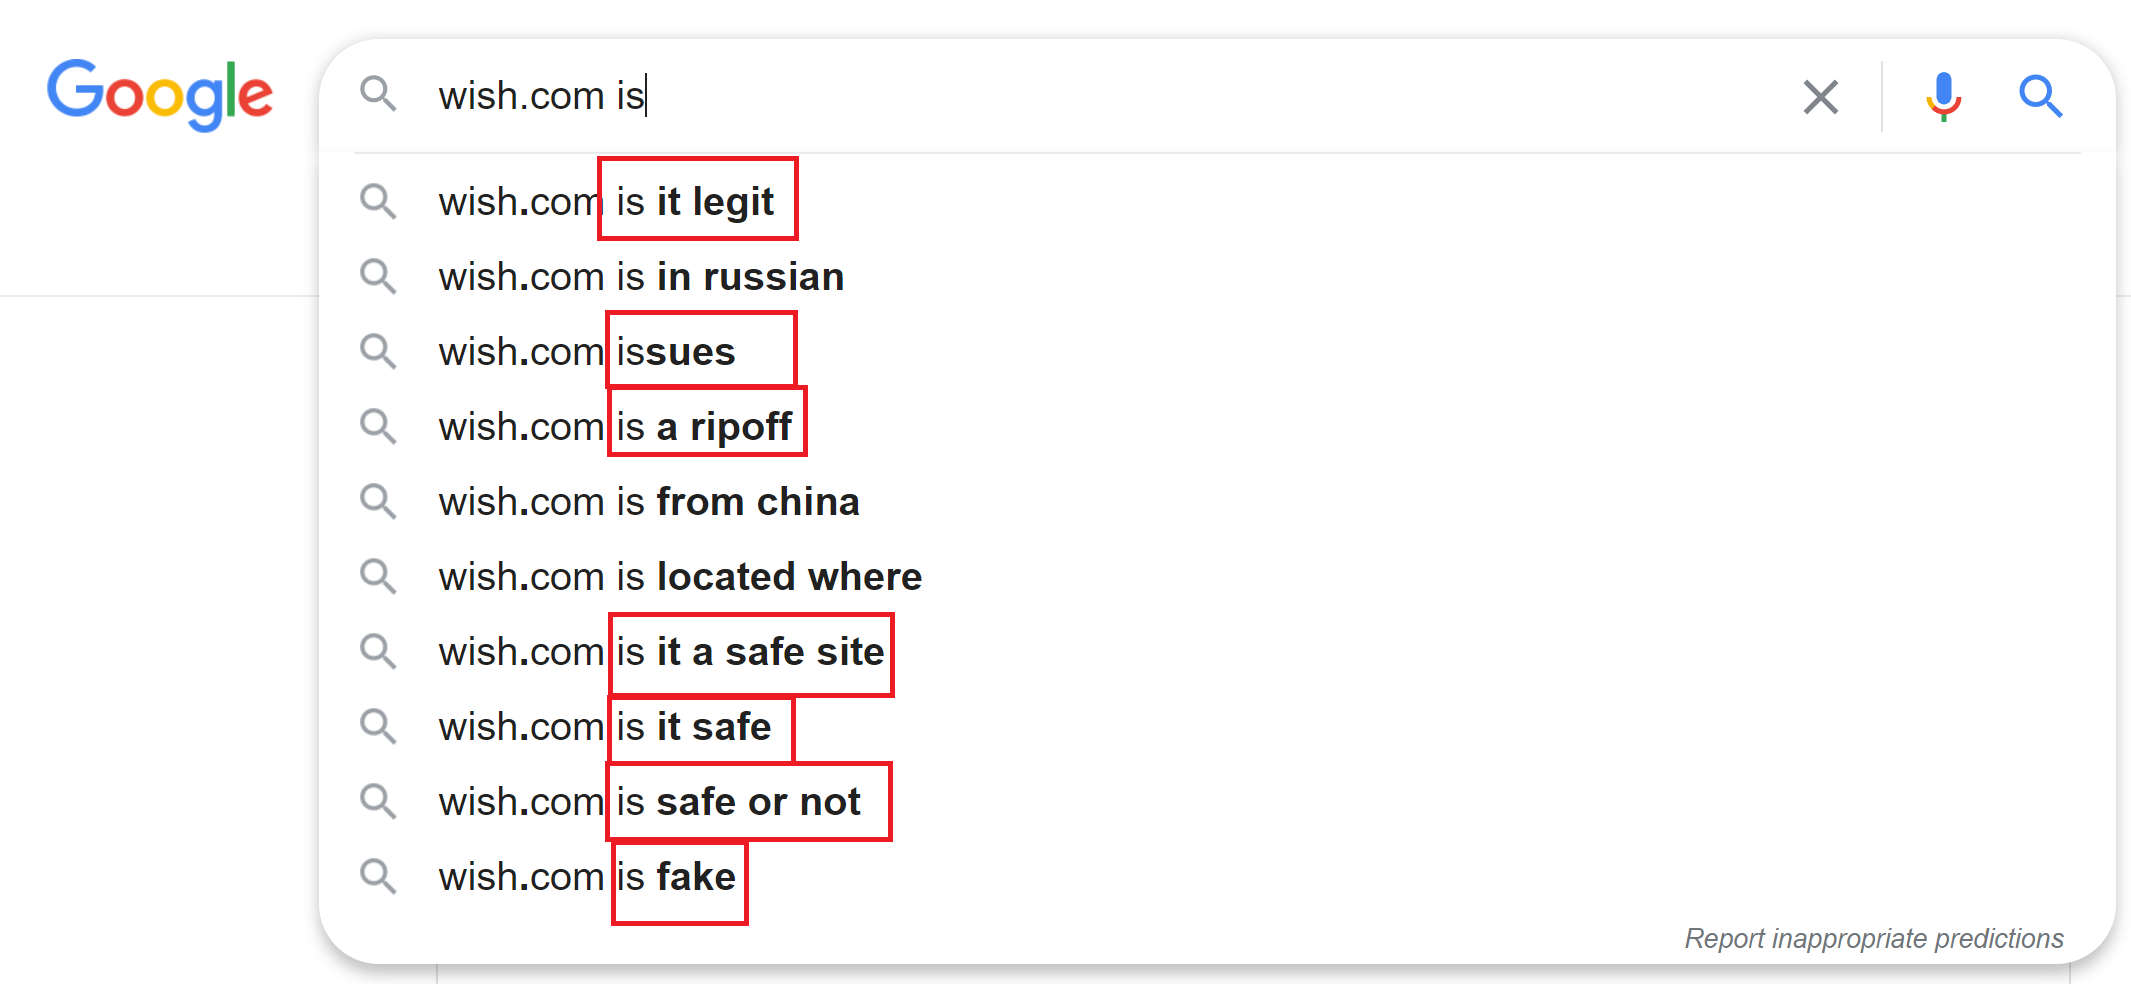 Google
wish.com is
wish.com is it legit
wish.com is in russian
wish.com issues
wish.com is a ripoff
wish.com is from china
wish.com is located where
wish.com is it a safe site
wish.com is it safe
wish.com is safe or not
wish.com is fake
Report inappropriate predictions